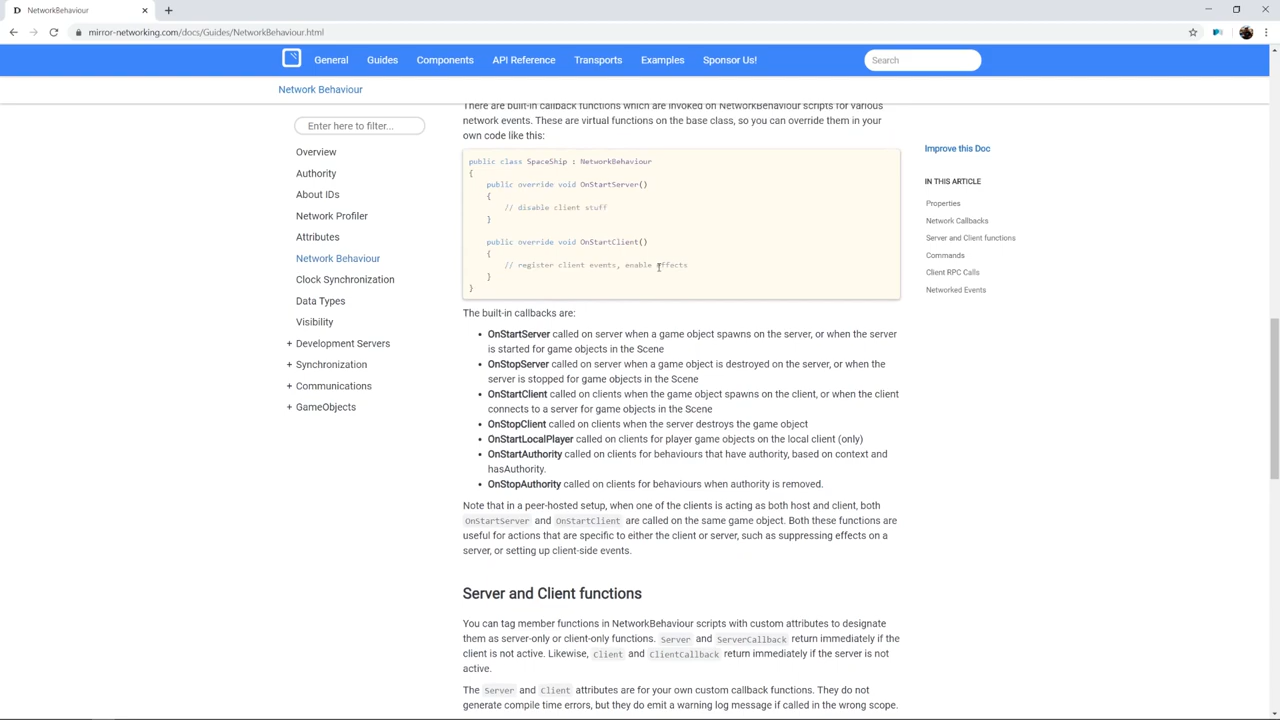 NetworkBehaviour
mirror-networking.com/docs/Guides/NetworkBehaviour.html
General Guides Components API Reference Transports Examples Sponsor Us!
Search
Network Behaviour
Enter here to filter...
Overview
Authority
About IDs
Network Profiler
Attributes
Network Behaviour
Clock Synchronization
Data Types
Visibility
+ Development Servers
+ Synchronization
+ Communications
+ GameObjects
There are built-in callback functions which are invoked on NetworkBehaviour scripts for various
network events. These are virtual functions on the base class, so you can override them in your
own code like this:
public class SpaceShip : NetworkBehaviour
{
public override void OnStartServer()
{
// disable client stuff
}
public override void OnStartClient()
{
// register client events, enable effects
}
}
The built-in callbacks are:
• OnStartServer called on server when a game object spawns on the server, or when the server
is started for game objects in the Scene
• OnStopServer called on server when a game object is destroyed on the server, or when the
server is stopped for game objects in the Scene
• OnStartClient called on clients when the game object spawns on the client, or when the client
connects to a server for game objects in the Scene
• OnStopClient called on clients when the server destroys the game object
• OnStartLocalPlayer called on clients for player game objects on the local client (only)
• OnStartAuthority called on clients for behaviours that have authority, based on context and
hasAuthority.
• OnStopAuthority called on clients for behaviours when authority is removed.
Note that in a peer-hosted setup, when one of the clients is acting as both host and client, both
OnStartServer and OnStartClient are called on the same game object. Both these functions are
useful for actions that are specific to either the client or server, such as suppressing effects on a
server, or setting up client-side events.
Server and Client functions
You can tag member functions in NetworkBehaviour scripts with custom attributes to designate
them as server-only or client-only functions. Server and ServerCallback return immediately if the
client is not active. Likewise, Client and ClientCallback return immediately if the server is not
active.
The Server and Client attributes are for your own custom callback functions. They do not
generate compile time errors, but they do emit a warning log message if called in the wrong scope.
Improve this Doc
IN THIS ARTICLE
Properties
Network Callbacks
Server and Client functions
Commands
Client RPC Calls
Networked Events